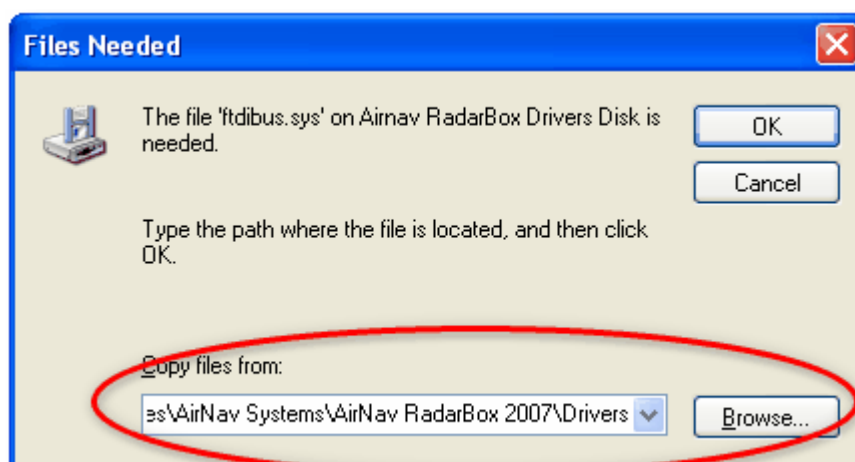 Files Needed
The file 'ftdibus.sys' on Airnav RadarBox Drivers Disk is
needed.
OK
Cancel
Type the path where the file is located, and then click
OK.
Copy files from:
es\AirNav Systems\AirNav RadarBox 2007\Drivers
Browse...